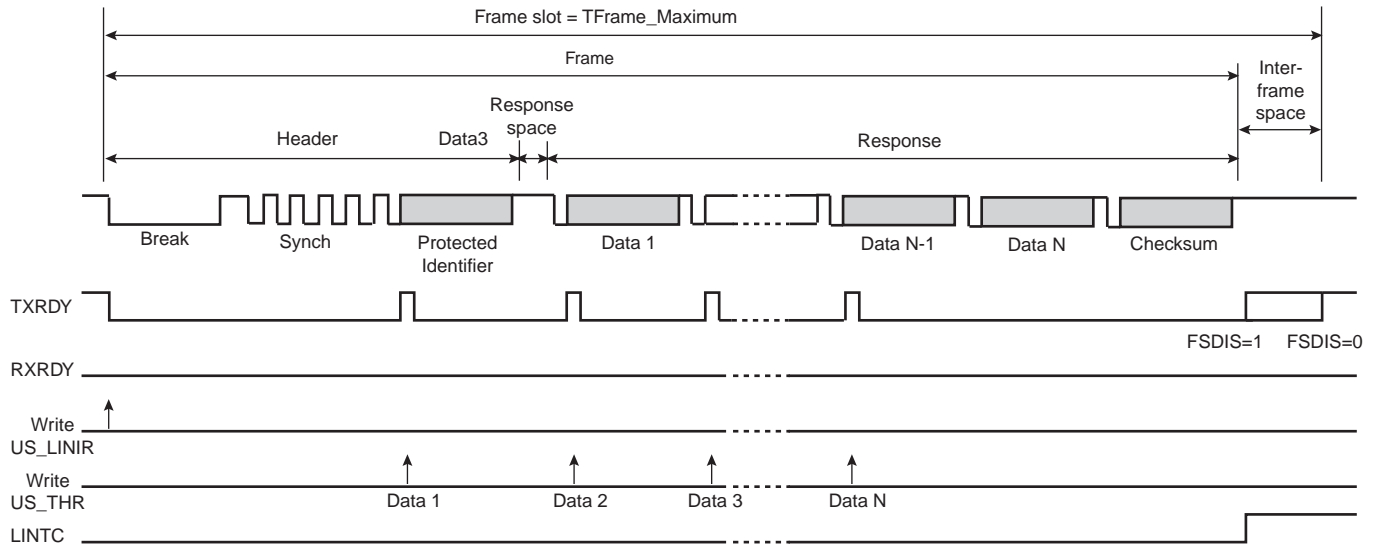 Frame slot = TFrame_Maximum
Frame
Inter-
frame
space
Response
space
Header
Data3
Response
Break
Synch
Protected
Identifier
Data 1
Data N-1
Data N
Checksum
TXRDY
FSDIS=1
FSDIS=0
RXRDY
Write
US_LINIR
Write
US_THR
Data 1
Data 2
Data 3
Data N
LINTC